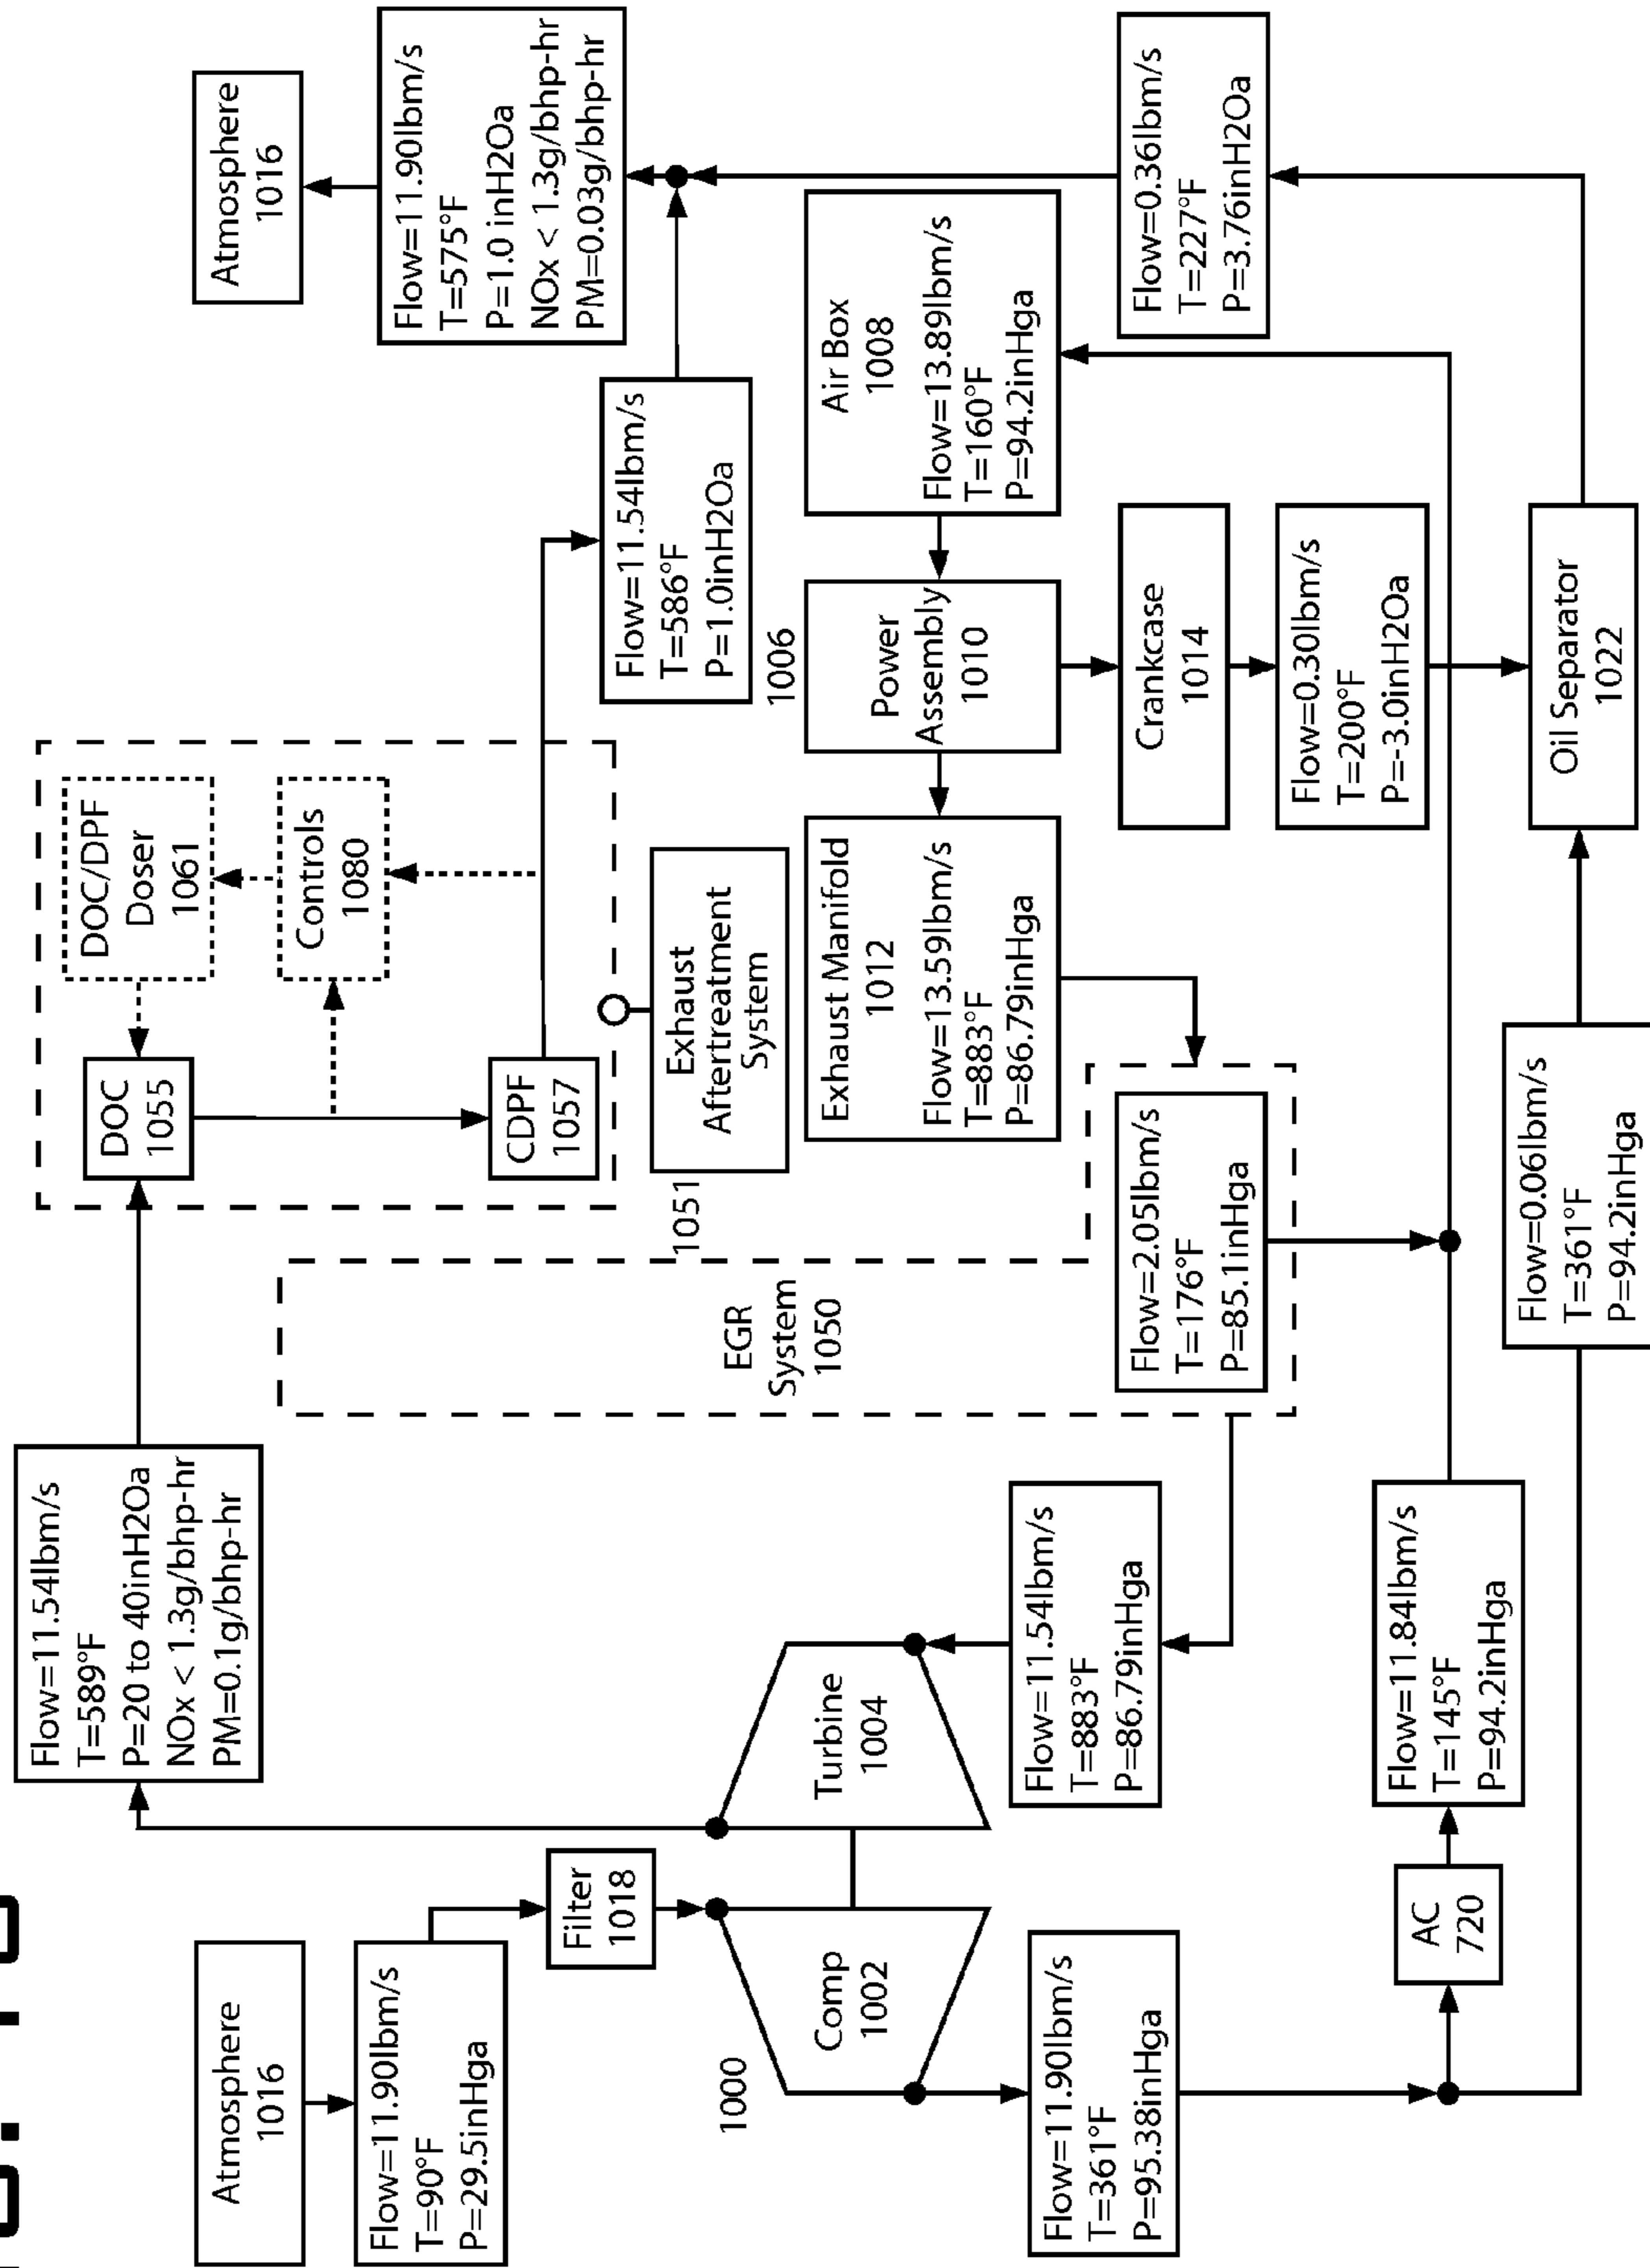 Flow=11.54lbm/s
T=589°F
P=20 to 40inH2Oa
NOx < 1.3g/bhp-hr
PM=0.1g/bhp-hr
DOC
1055
DOC/DPF
Doser
1061
Controls
1080
Atmosphere
1016
Flow=11.90lbm/s
T=90°F
P=29.5inHga
Filter
1018
CDPF
1057
Atmosphere
1016
Flow=11.90lbm/s
T=575°F
P=1.0 inH2Oa
NOx < 1.3g/bhp-hr
PM=0.03g/bhp-hr
Flow=11.54lbm/s
T=586°F
P=1.0inH2Oa
1000
Comp
1002
Turbine
1004
EGR
System
1050
1051
Exhaust
Aftertreatment
System
1006
Exhaust Manifold
1012
Flow=13.59lbm/s
T=883°F
P=86.79inHga
Power
Assembly
1010
Air Box
1008
Flow=13.89lbm/s
T=160°F
P=94.2inHga
Flow=11.90lbm/s
T=361°F
P=95.38inHga
Flow=11.54lbm/s
T=883°F
P=86.79inHga
Flow=2.05lbm/s
T=176°F
P=85.1inHga
Crankcase
1014
Flow=0.36lbm/s
T=227°F
P=3.76inH2Oa
Flow=0.30lbm/s
T=200°F
P=-3.0inH2Oa
AC
720
Flow=11.84lbm/s
T=145°F
P=94.2inHga
Flow=0.06lbm/s
T=361°F
P=94.2inHga
Oil Separator
1022